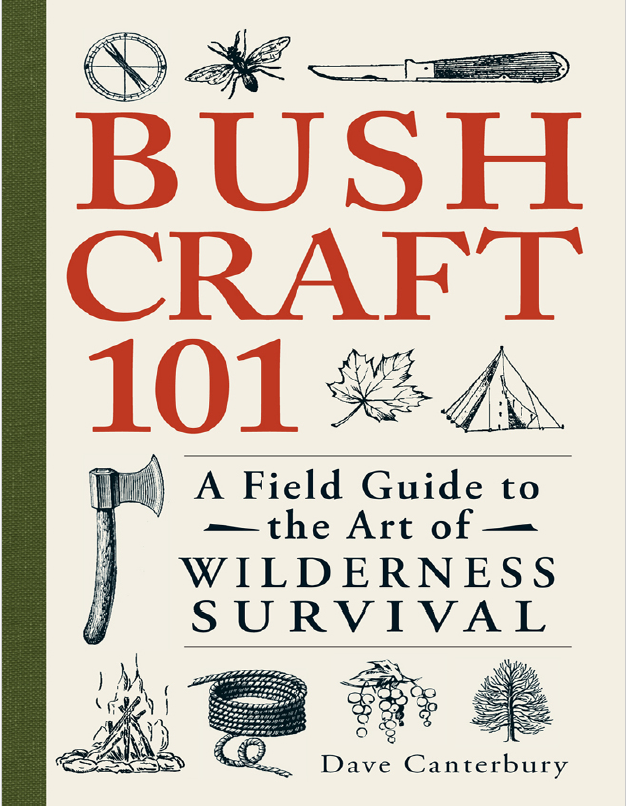 BUSH
CRAFT
101
A Field Guide to
the Art of
WILDERNESS
SURVIVAL
Dave Canterbury